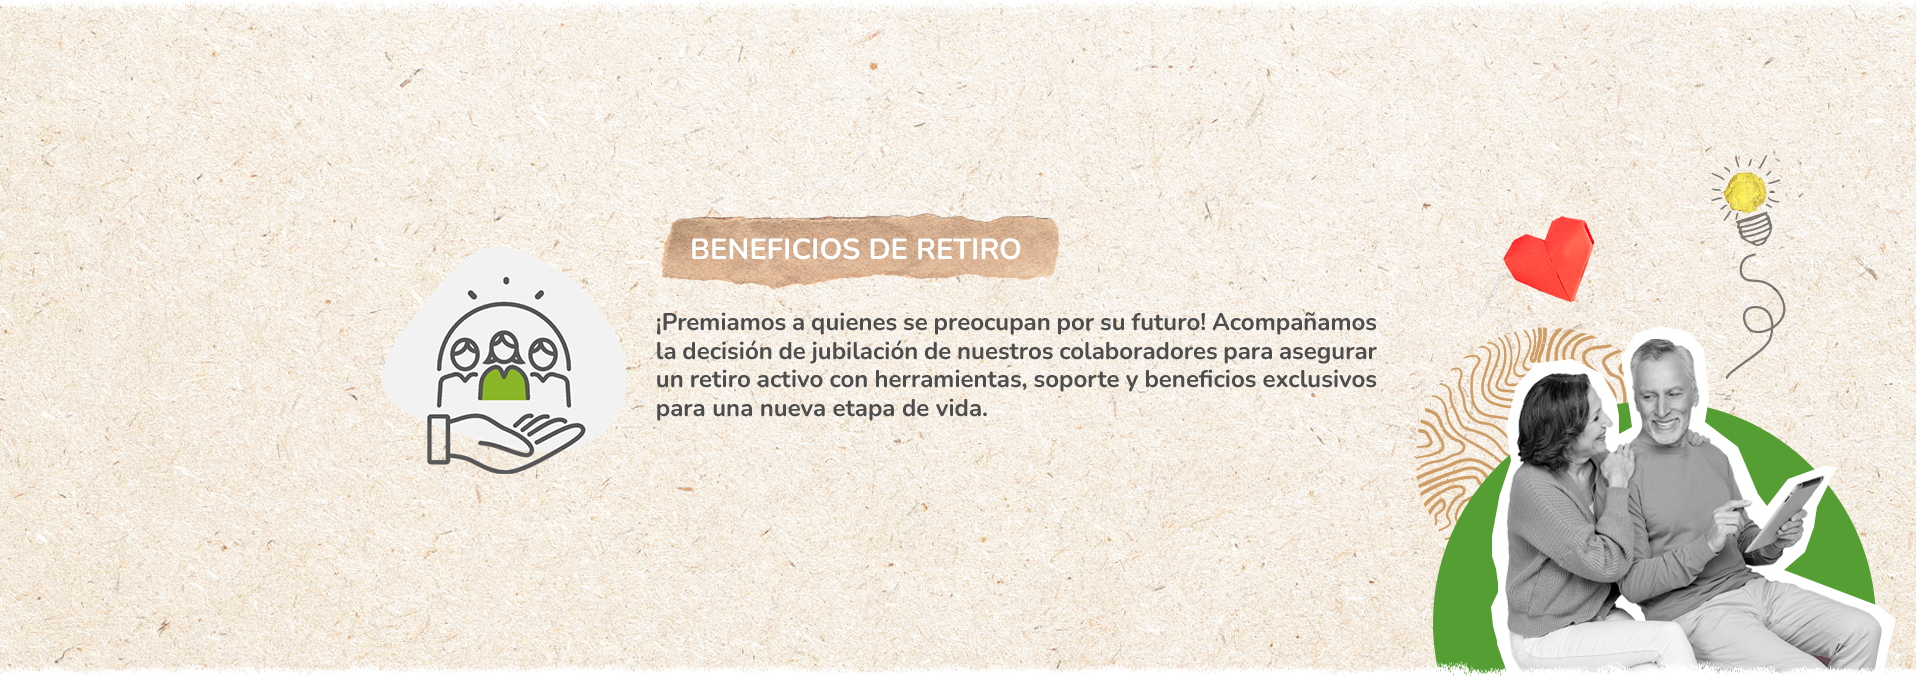 BENEFICIOS DE RETIRO
¡Premiamos a quienes se preocupan por su futuro! Acompañamos
la decisión de jubilación de nuestros colaboradores para asegurar
un retiro activo con herramientas, soporte y beneficios exclusivos
para una nueva etapa de vida.